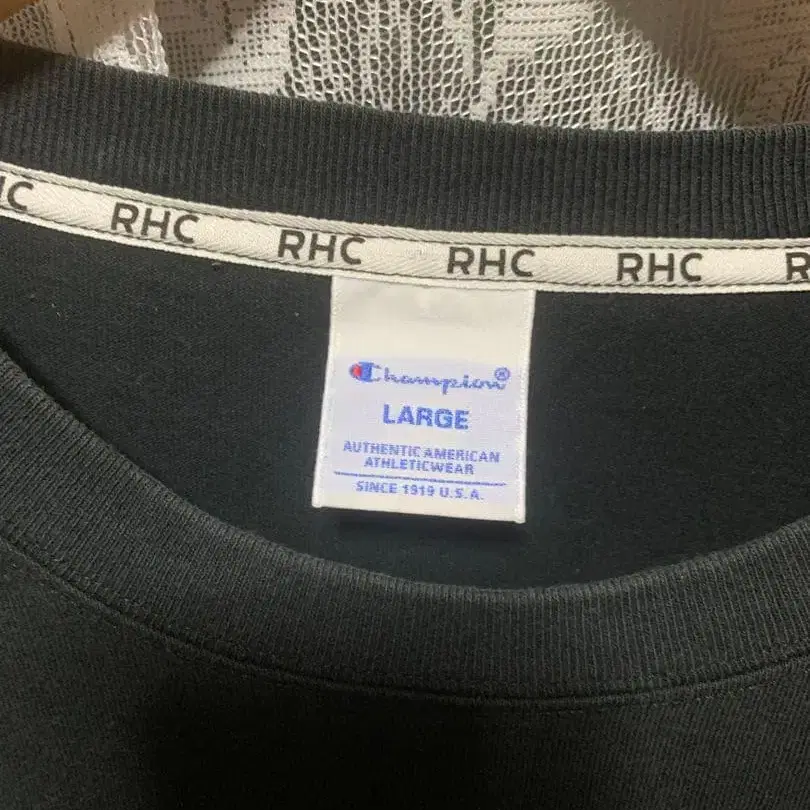 RHC RHC RHC RHC
Champion®
LARGE
AUTHENTIC AMERICAN
ATHLETICWEAR
SINCE 1919 U.S.A.